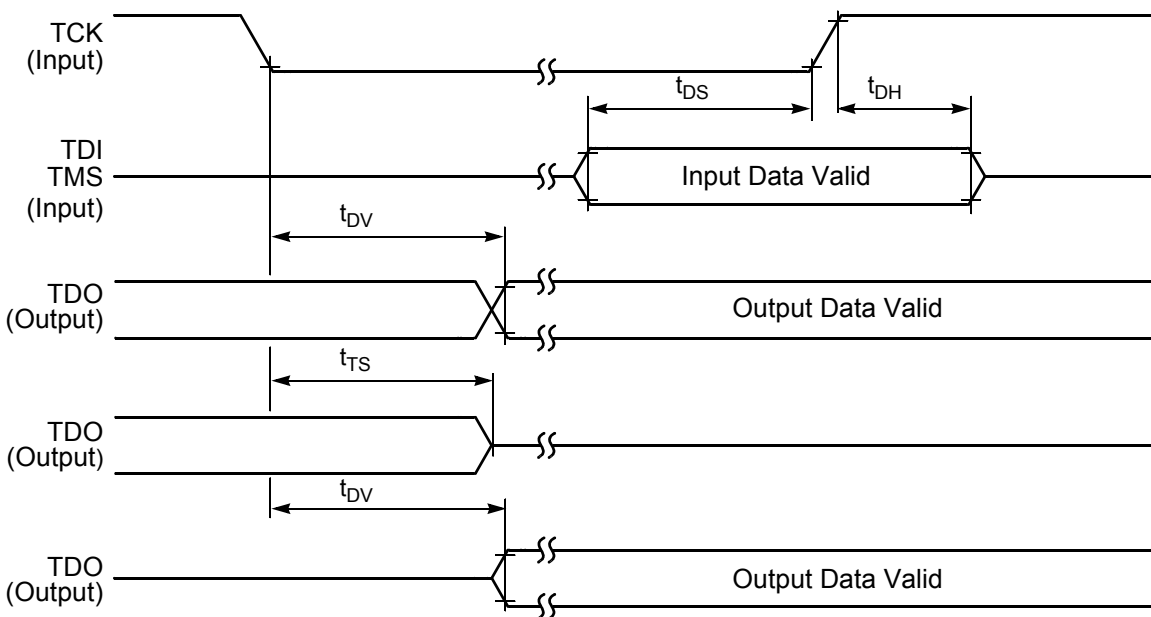 TCK
(Input)
tDS
tDH
TDI
TMS
(Input)
Input Data Valid
tDV
TDO
(Output)
Output Data Valid
tTS
TDO
(Output)
tDV
TDO
(Output)
Output Data Valid